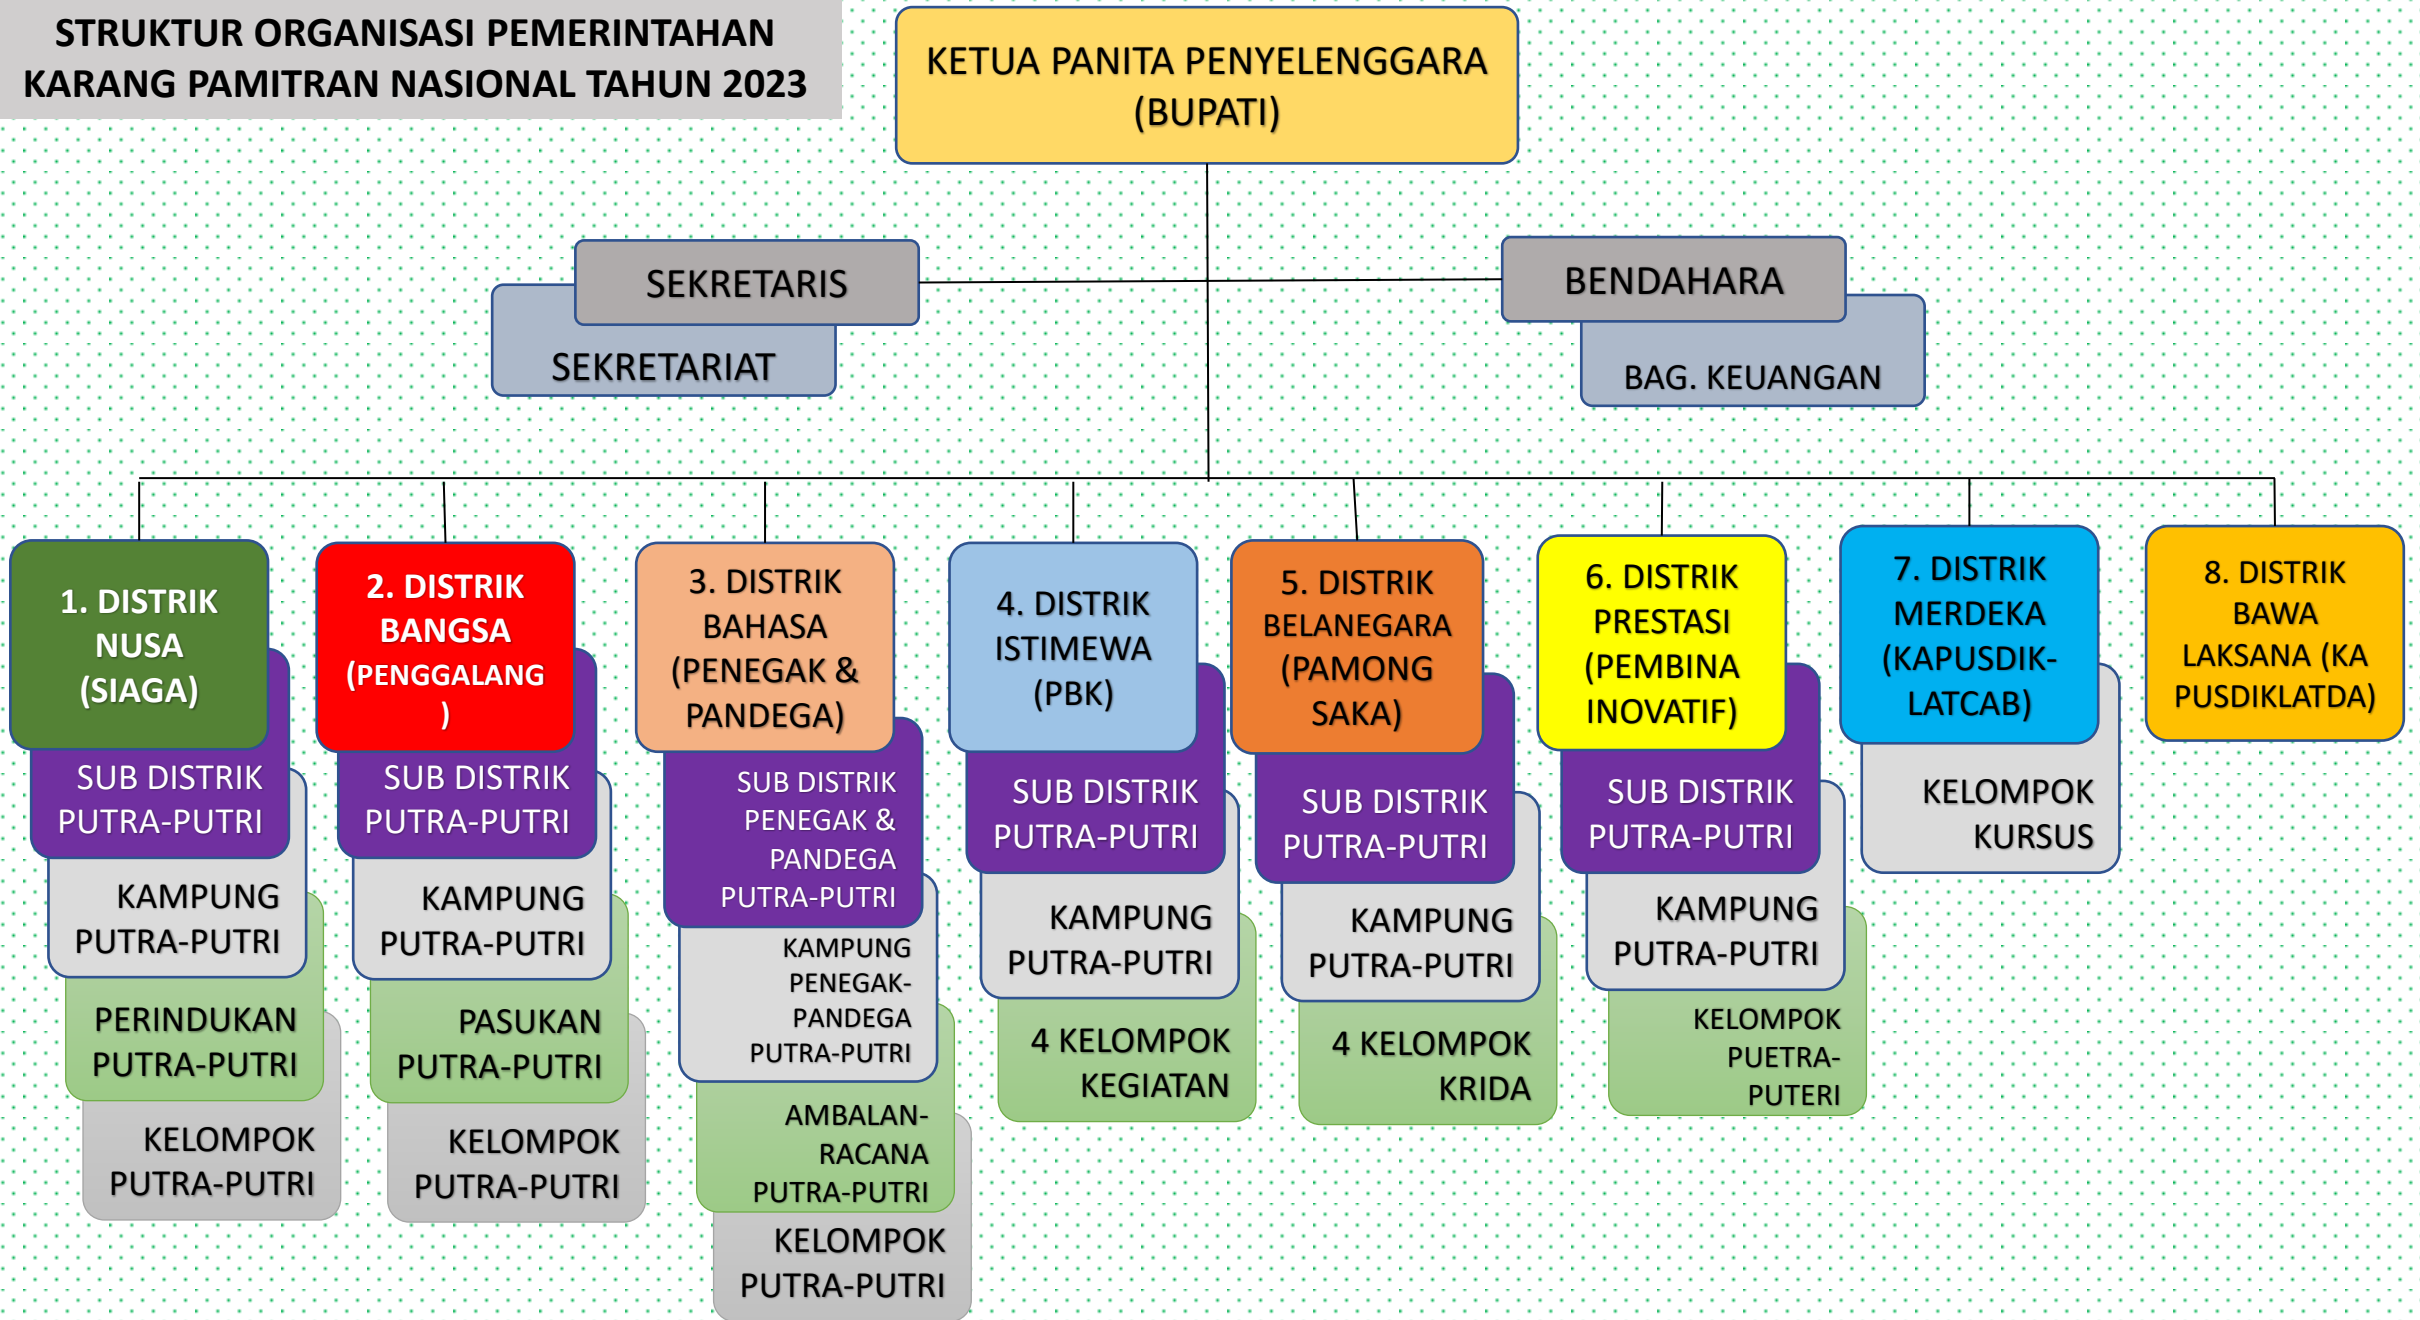 STRUKTUR ORGANISASI PEMERINTAHAN
KARANG PAMITRAN NASIONAL TAHUN 2023
KETUA PANITA PENYELENGGARA
(BUPATI)
SEKRETARIS
SEKRETARIAT
BENDAHARA
BAG. KEUANGAN
1. DISTRIK
NUSA
(SIAGA)
SUB DISTRIK
PUTRA-PUTRI
KAMPUNG
PUTRA-PUTRI
PERINDUKAN
PUTRA-PUTRI
KELOMPOK
PUTRA-PUTRI
2. DISTRIK
BANGSA
(PENGGALANG
)
SUB DISTRIK
PUTRA-PUTRI
KAMPUNG
PUTRA-PUTRI
PASUKAN
PUTRA-PUTRI
KELOMPOK
PUTRA-PUTRI
3. DISTRIK
BAHASA
(PENEGAK &
PANDEGA)
SUB DISTRIK
PENEGAK &
PANDEGA
PUTRA-PUTRI
KAMPUNG
PENEGAK-
PANDEGA
PUTRA-PUTRI
AMBALAN-
RACANA
PUTRA-PUTRI
KELOMPOK
PUTRA-PUTRI
4. DISTRIK
ISTIMEWA
(PBK)
SUB DISTRIK
PUTRA-PUTRI
KAMPUNG
PUTRA-PUTRI
4 KELOMPOK
KEGIATAN
5. DISTRIK
BELANEGARA
(PAMONG
SAKA)
SUB DISTRIK
PUTRA-PUTRI
KAMPUNG
PUTRA-PUTRI
4 KELOMPOK
KRIDA
6. DISTRIK
PRESTASI
(PEMBINA
INOVATIF)
SUB DISTRIK
PUTRA-PUTRI
KAMPUNG
PUTRA-PUTRI
KELOMPOK
PUETRA-
PUTERI
7. DISTRIK
MERDEKA
(KAPUSDIK-
LATCAB)
KELOMPOK
KURSUS
8. DISTRIK
BAWA
LAKSANA (KA
PUSDIKLATDA)